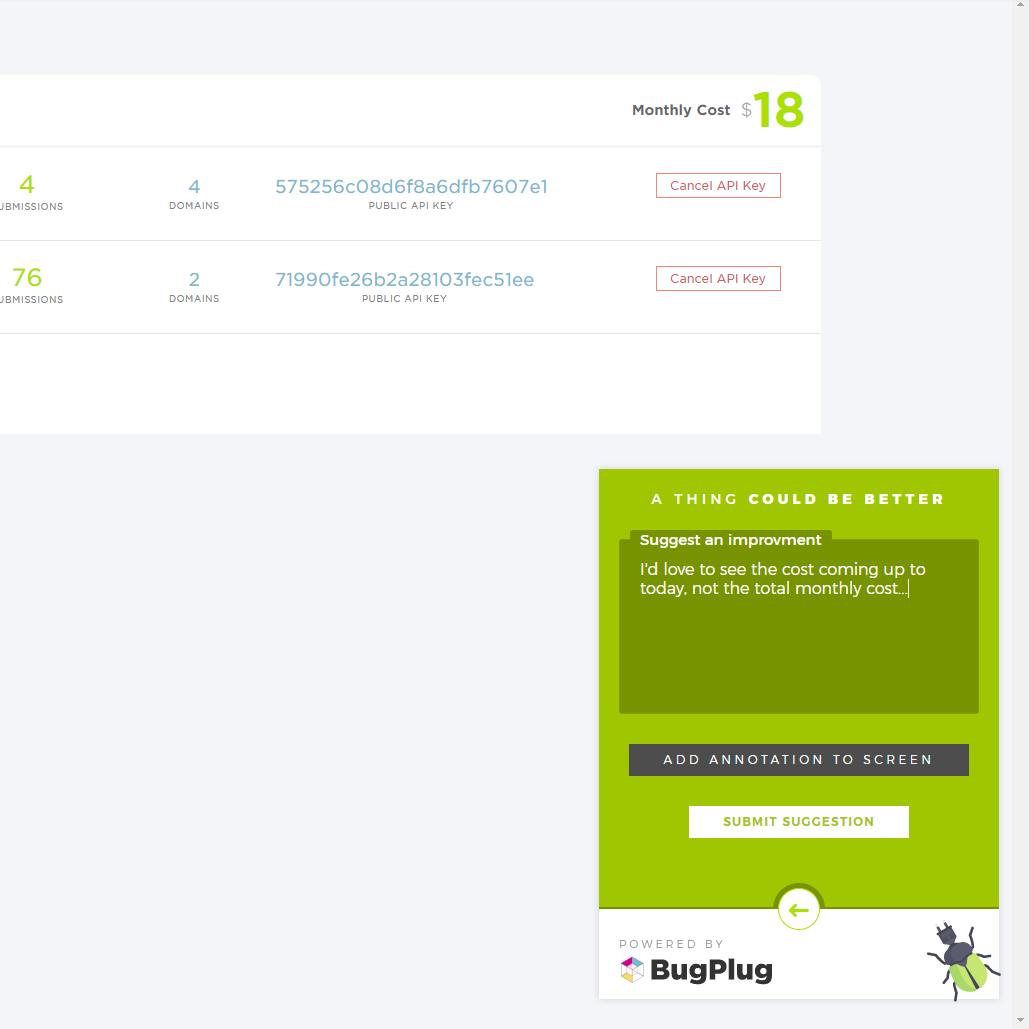 Monthly Cost $18
4
UBMISSIONS
4
DOMAINS
575256c08d6f8a6dfb7607e1
PUBLIC API KEY
Cancel API Key
76
UBMISSIONS
2
DOMAINS
71990fe26b2a28103fec51ee
PUBLIC API KEY
Cancel API Key
A THING COULD BE BETTER
Suggest an improvment
I'd love to see the cost coming up to
today, not the total monthly cost...
ADD ANNOTATION TO SCREEN
SUBMIT SUGGESTION
POWERED BY
BugPlug